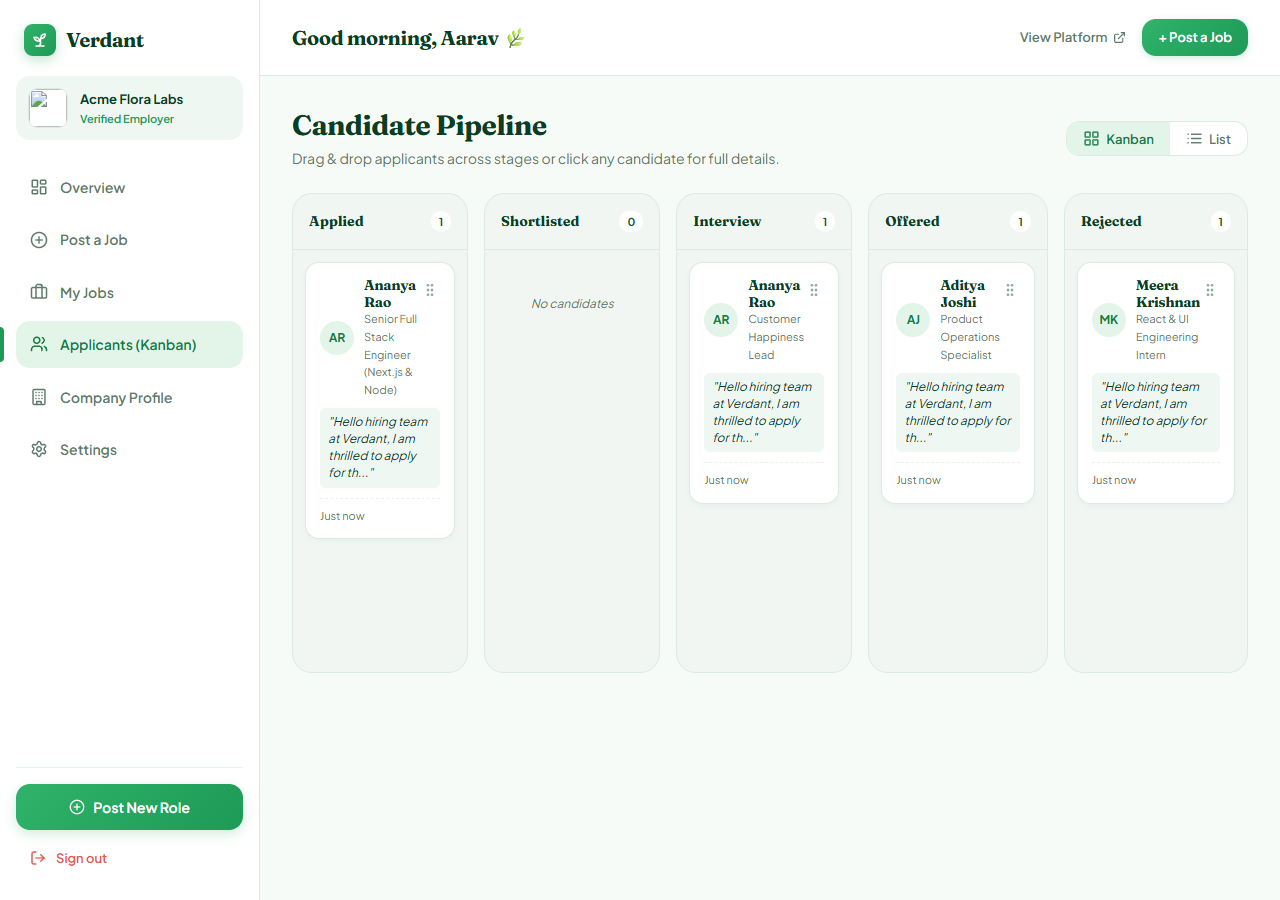 Verdant
Acme Flora Labs
Verified Employer
Overview
Post a Job
My Jobs
Applicants (Kanban)
Company Profile
Settings
Post New Role
Sign out
Good morning, Aarav 🌿
View Platform
+ Post a Job
Candidate Pipeline
Drag & drop applicants across stages or click any candidate for full details.
Kanban
List
Applied
1
AR
Ananya
Rao
Senior Full
Stack
Engineer
(Next.js &
Node)
"Hello hiring team
at Verdant, I am
thrilled to apply
for th..."
Just now
Shortlisted
0
No candidates
Interview
1
AR
Ananya
Rao
Customer
Happiness
Lead
"Hello hiring team
at Verdant, I am
thrilled to apply
for th..."
Just now
Offered
1
AJ
Aditya
Joshi
Product
Operations
Specialist
"Hello hiring team
at Verdant, I am
thrilled to apply for
th..."
Just now
Rejected
1
MK
Meera
Krishnan
React & UI
Engineering
Intern
"Hello hiring team
at Verdant, I am
thrilled to apply for
th..."
Just now